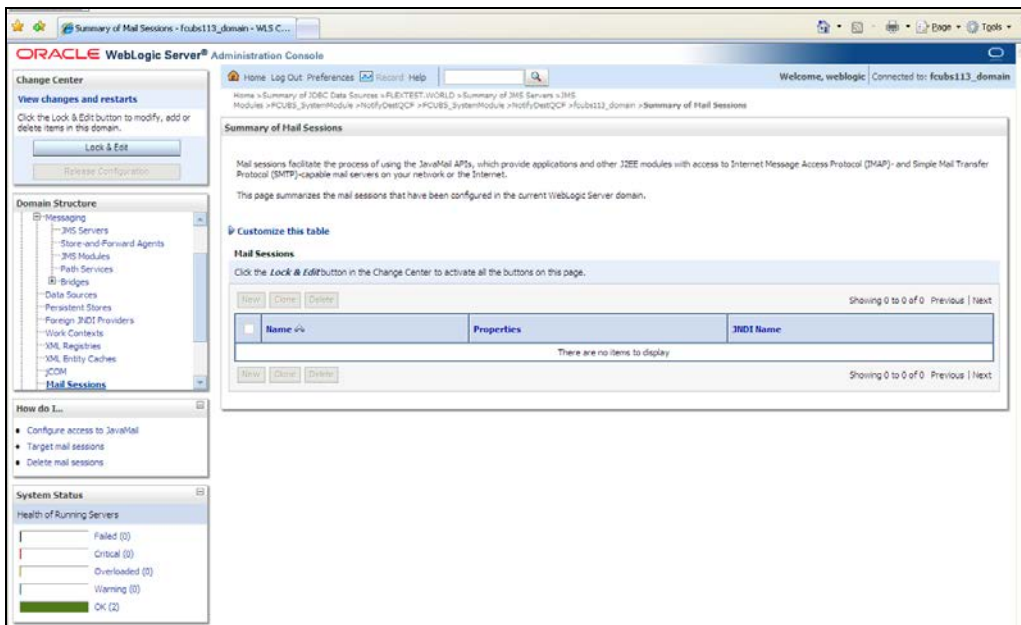 Summary of Mail Sessions - fcubs113_domain - WLS C...
Page
Tools
ORACLE WebLogic Server® Administration Console
Change Center
View changes and restarts
Click the Lock & Edit button to modify, add or
delete items in this domain.
Lock & Edit
Release Configuration
Domain Structure
Messaging
JMS Servers
Store-and-Forward Agents
JMS Modules
Path Services
Bridges
Data Sources
Persistent Stores
Foreign JNDI Providers
Work Contexts
XML Registries
XML Entity Caches
jCOM
Mail Sessions
How do I...
Configure access to JavaMail
Target mail sessions
Delete mail sessions
System Status
Health of Running Servers
Failed (0)
Critical (0)
Overloaded (0)
Warning (0)
OK (2)
Home Log Out Preferences Record Help
Welcome, weblogic Connected to: fcubs113_domain
Home >Summary of JDBC Data Sources >FLEXTEST.WORLD >Summary of JMS Servers >JMS
Modules >FCUBS_SystemModule >NotifyDestQCF >FCUBS_SystemModule >NotifyDestQCF >fcubs113_domain >Summary of Mail Sessions
Summary of Mail Sessions
Mail sessions facilitate the process of using the JavaMail APIs, which provide applications and other J2EE modules with access to Internet Message Access Protocol (IMAP)- and Simple Mail Transfer
Protocol (SMTP)-capable mail servers on your network or the Internet.
This page summarizes the mail sessions that have been configured in the current WebLogic Server domain.
Customize this table
Mail Sessions
Click the Lock & Edit button in the Change Center to activate all the buttons on this page.
New Clone Delete
Showing 0 to 0 of 0 Previous | Next
Name Properties JNDI Name
There are no items to display
New Clone Delete
Showing 0 to 0 of 0 Previous | Next